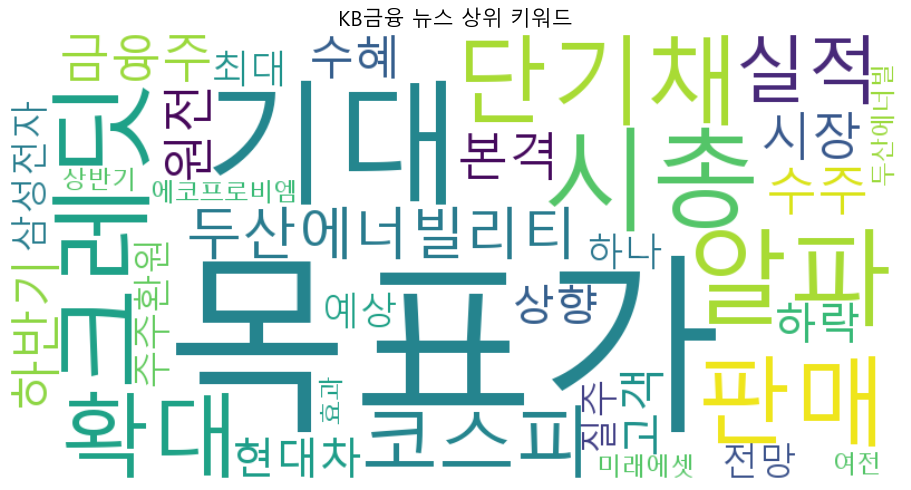 KB금융 뉴스 상위 키워드
금융주
최대
수혜
단기채
실적
두산에너빌
크레딧
원전
기대
본격
시총
시장
수주
삼성전자
상반기
에코프로비엠
두산에너빌리티
하나
알파
하반기
주주환원
목표가
예상
상향
하락
확대
현대차
효과
코스피
질주
고객
미래에셋
판매
전망
여전